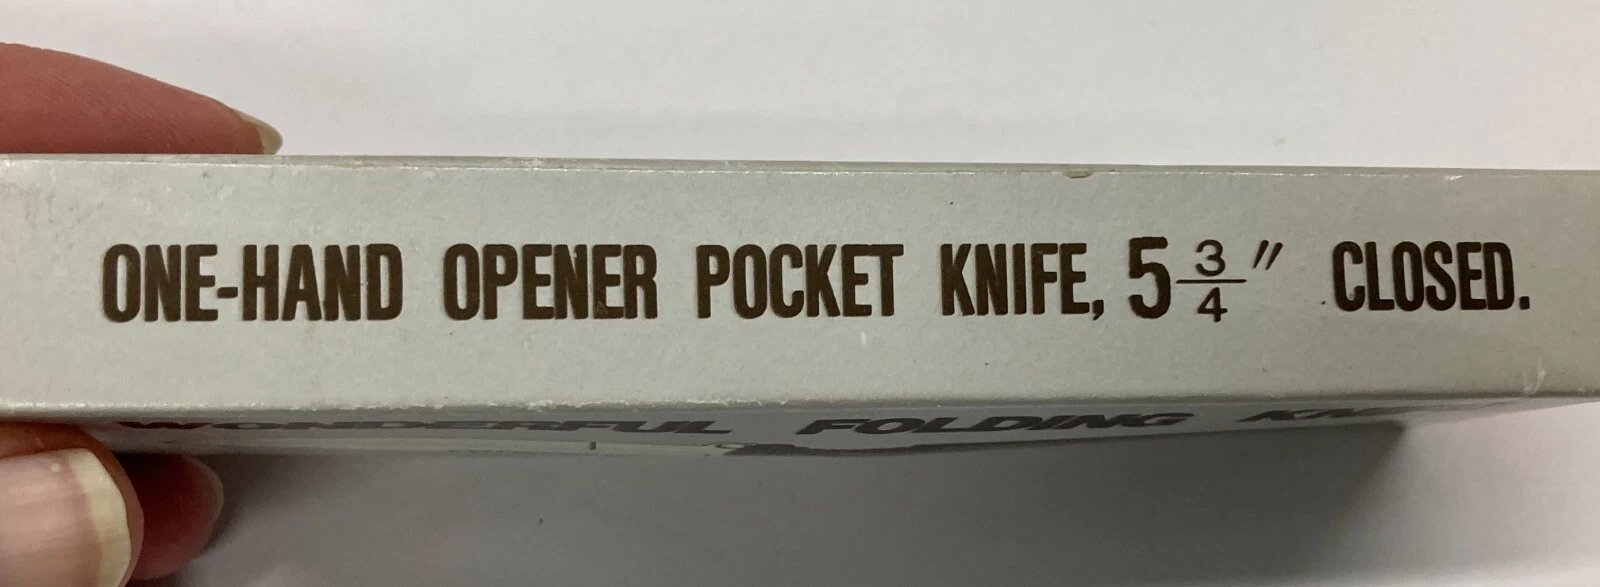 ONE-HAND OPENER POCKET KNIFE, 5 3/4" CLOSED.
WONDERFUL FOLDING